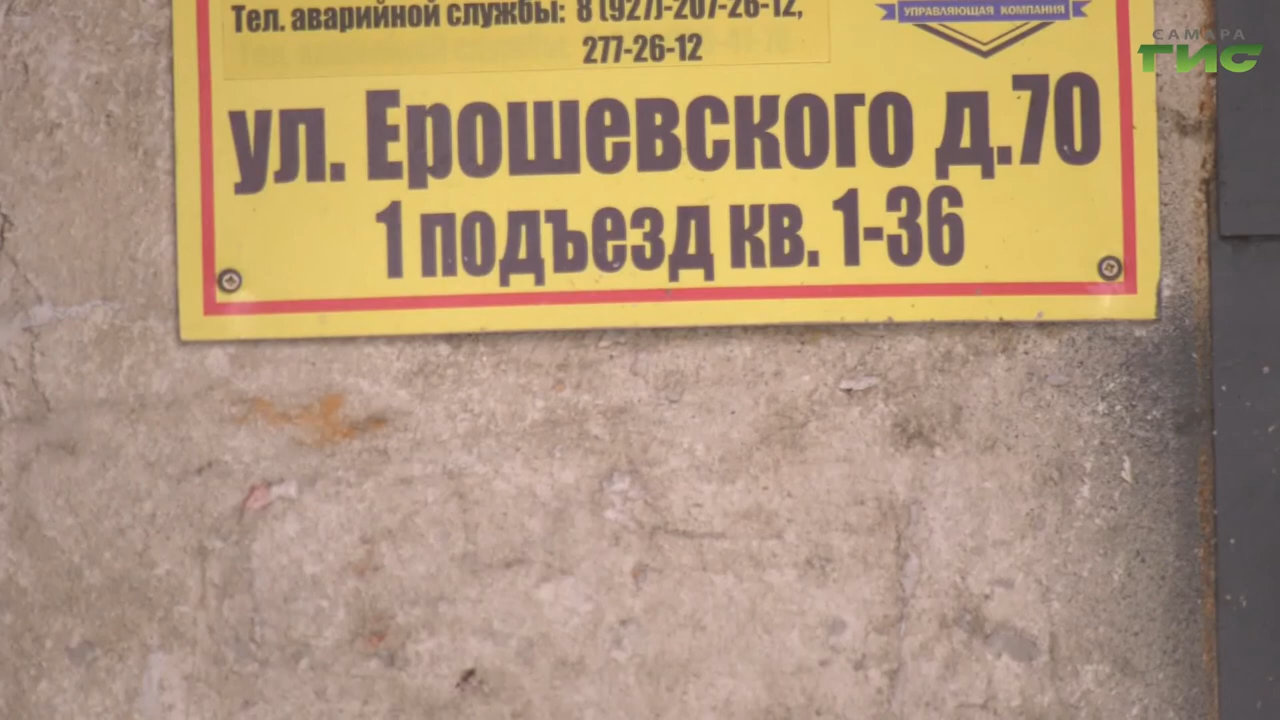 Тел. аварийной службы: 8 (927)-207-26-12,
277-26-12
УПРАВЛЯЮЩАЯ КОМПАНИЯ
САМАРА
ГИС
ул. Ерошевского д.70
1 подъезд кв. 1-36